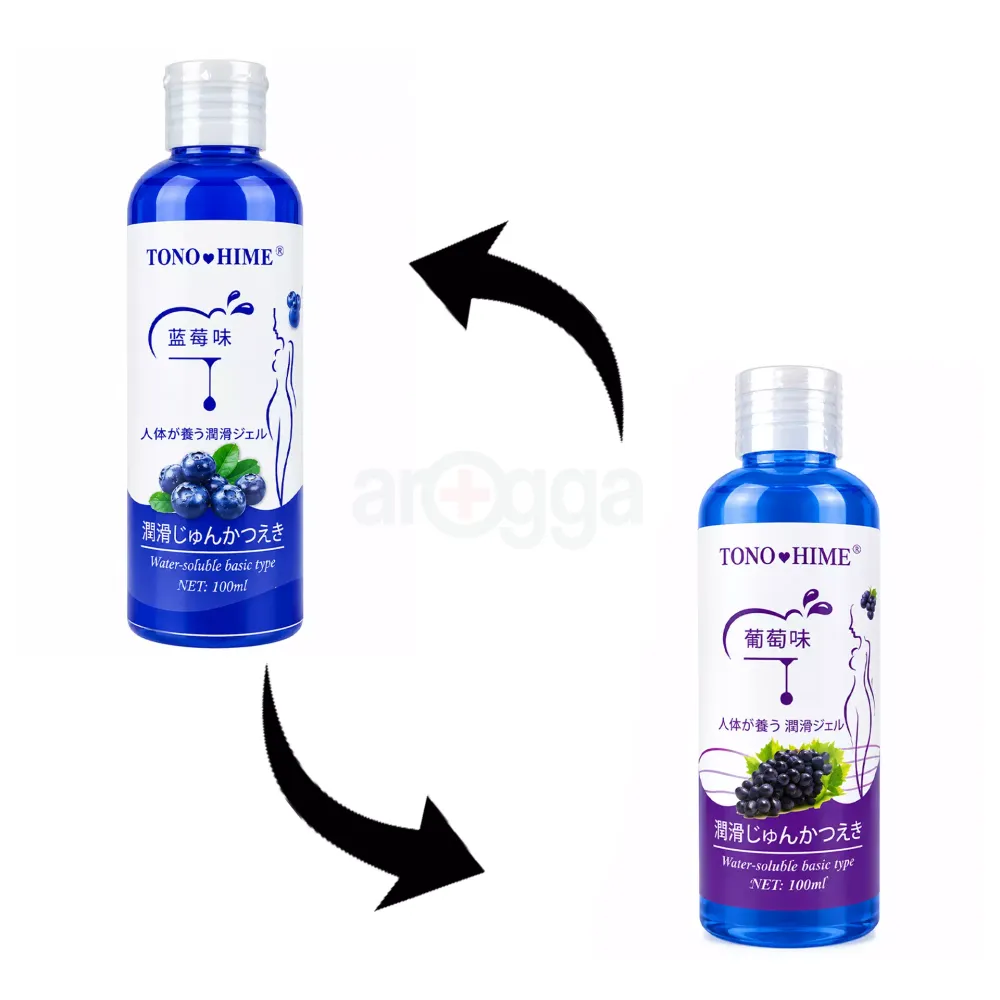 TONO♥HIME®
蓝莓味
人体が養う潤滑ジェル
潤滑じゅんかつえき
Water-soluble basic type
NET: 100ml
arogga
TONO♥HIME®
葡萄味
人体が養う 潤滑ジェル
潤滑じゅんかつえき
Water-soluble basic type
NET: 100ml